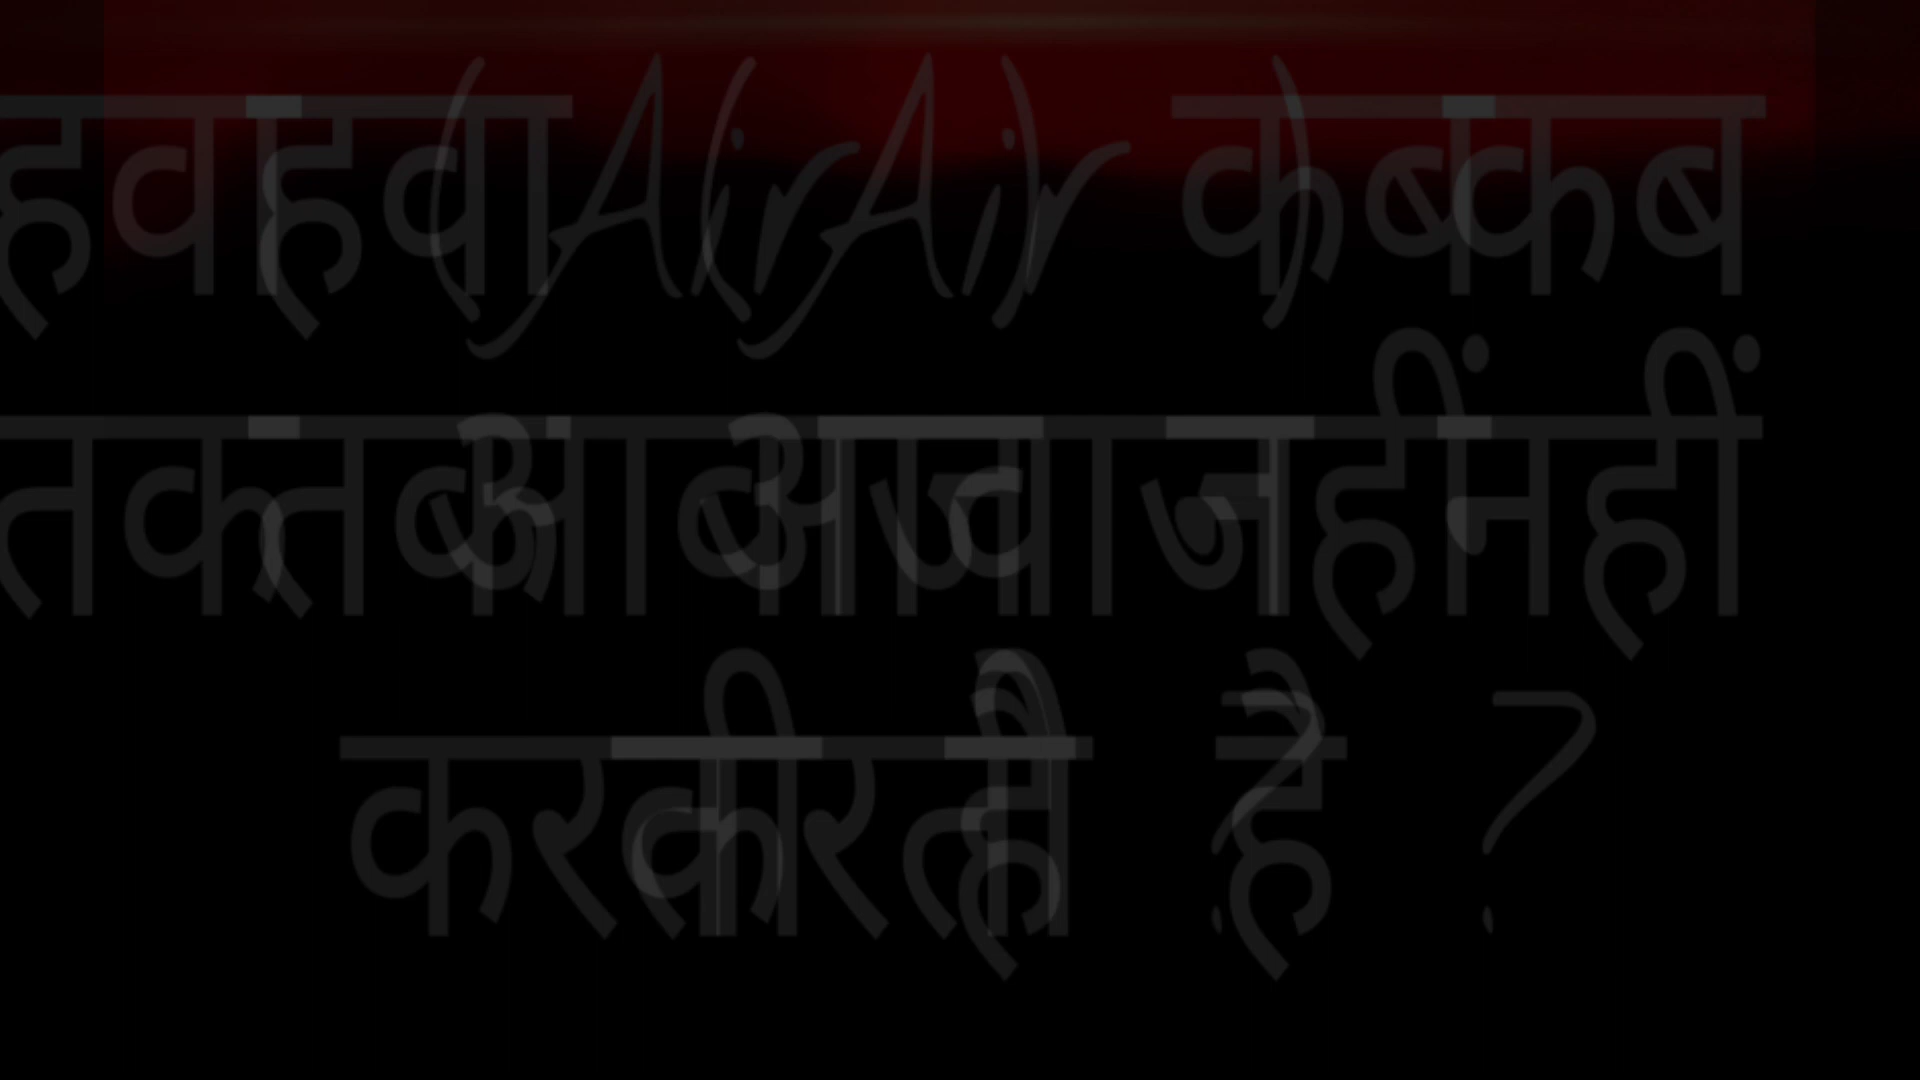 हवा (Air) कब
तक आवाज नहीं
करती है ?